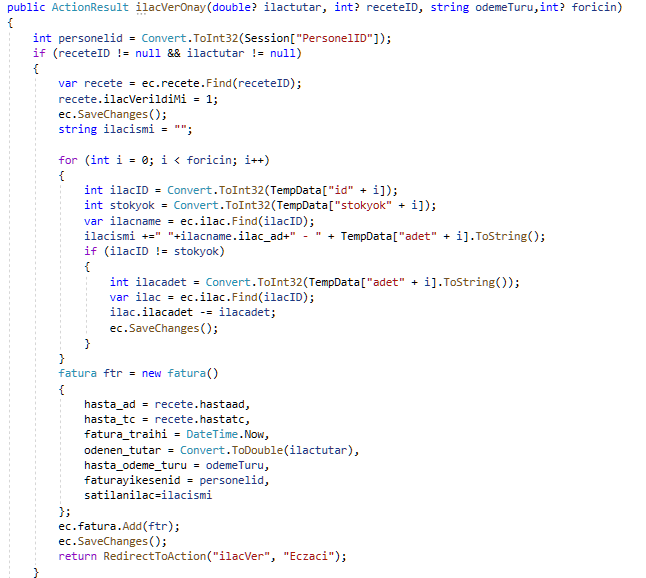 public ActionResult ilacVerOnay(double? ilactutar, int? receteID, string odemeTuru,int? foricin)
{
int personelid = Convert.ToInt32(Session["PersonelID"]);
if (receteID != null && ilactutar != null)
{
var recete = ec.recete.Find(receteID);
recete.ilacVerildiMi = 1;
ec.SaveChanges();
string ilacismi = "";
for (int i = 0; i < foricin; i++)
{
int ilacID = Convert.ToInt32(TempData["id" + i]);
int stokyok = Convert.ToInt32(TempData["stokyok" + i]);
var ilacname = ec.ilac.Find(ilacID);
ilacismi +=" "+ilacname.ilac_ad+" - " + TempData["adet" + i].ToString();
if (ilacID != stokyok)
{
int ilacadet = Convert.ToInt32(TempData["adet" + i].ToString());
var ilac = ec.ilac.Find(ilacID);
ilac.ilacadet -= ilacadet;
ec.SaveChanges();
}
}
fatura ftr = new fatura()
{
hasta_ad = recete.hastaad,
hasta_tc = recete.hastatc,
fatura_traihi = DateTime.Now,
odenen_tutar = Convert.ToDouble(ilactutar),
hasta_odeme_turu = odemeTuru,
faturayikesenid = personelid,
satilanilac=ilacismi
};
ec.fatura.Add(ftr);
ec.SaveChanges();
return RedirectToAction("ilacVer", "Eczaci");
}